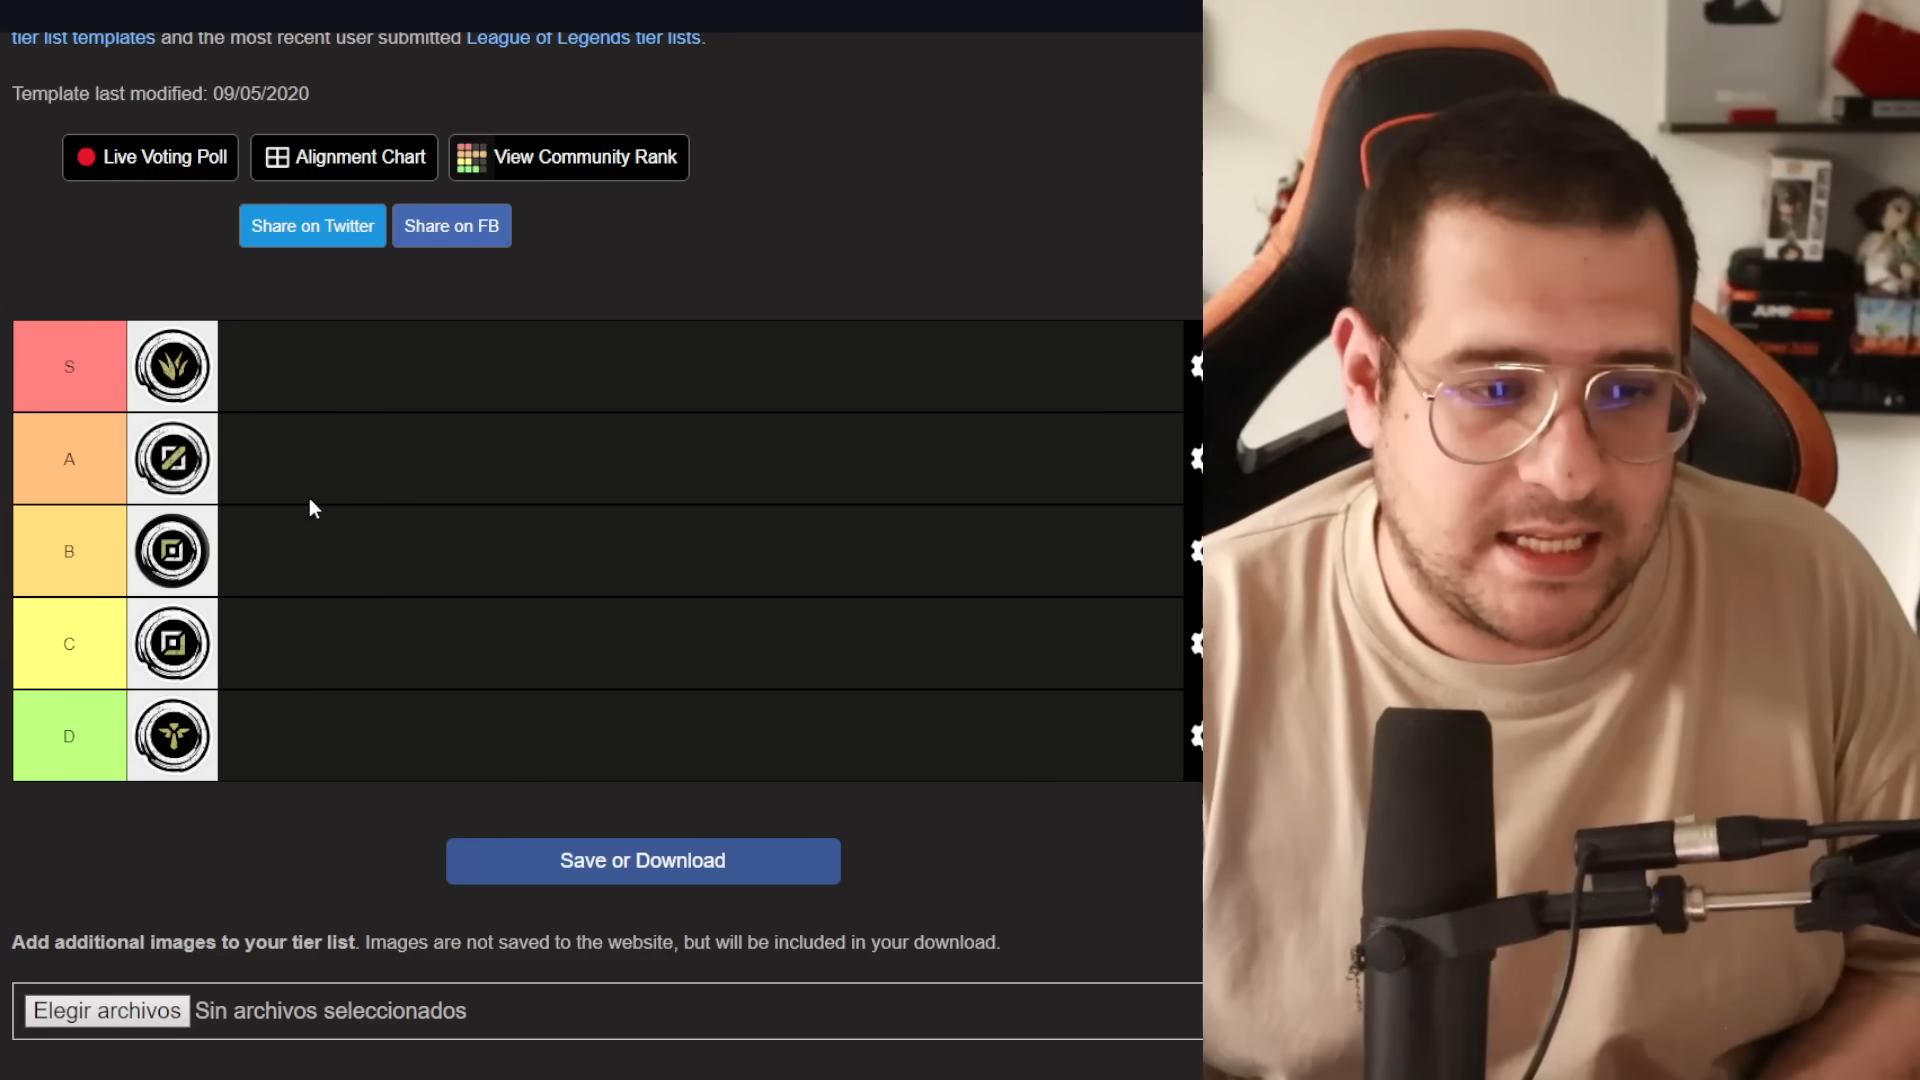 tier list templates and the most recent user submitted League of Legends tier lists.
Template last modified: 09/05/2020
Live Voting Poll
Alignment Chart
View Community Rank
Share on Twitter
Share on FB
S
A
B
C
D
Save or Download
Add additional images to your tier list. Images are not saved to the website, but will be included in your download.
Elegir archivos Sin archivos seleccionados